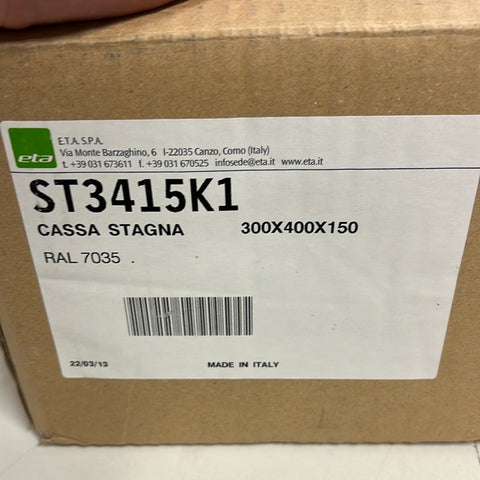 eta
E.T.A. S.P.A.
Via Monte Barzaghino, 6 I-22035 Canzo, Como (Italy)
t. +39 031 673611 f. +39 031 670525 infosede@eta.it www.eta.it
ST3415K1
CASSA STAGNA 300X400X150
RAL 7035 .
22/03/13 MADE IN ITALY